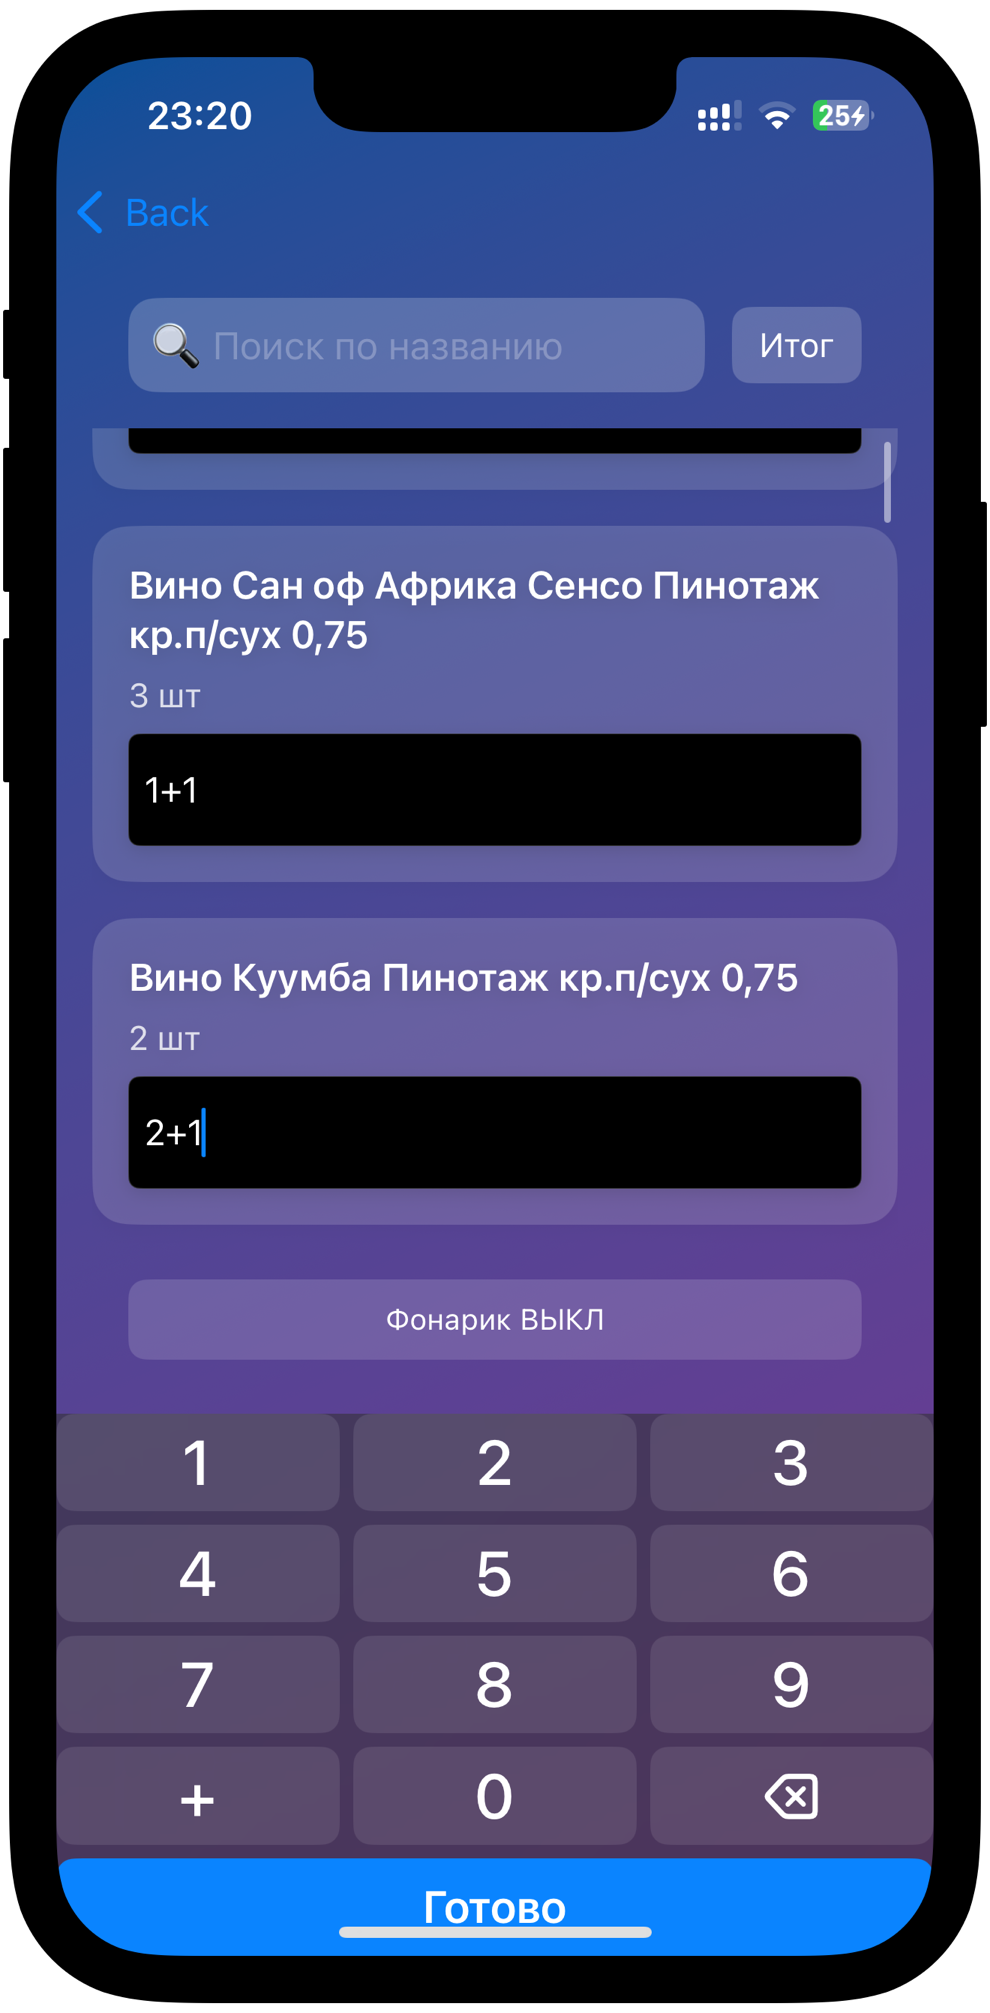 23:20
25
Back
Поиск по названию
Итог
Вино Сан оф Африка Сенсо Пинотаж
кр.п/сух 0,75
3 шт
1+1
Вино Куумба Пинотаж кр.п/сух 0,75
2 шт
2+1
Фонарик ВЫКЛ
1 2 3
4 5 6
7 8 9
+ 0
Готово